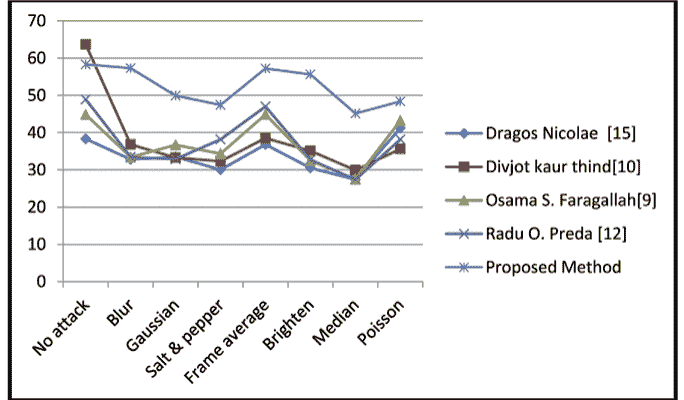 70
60
50
40
30
20
10
0
No attack
Blur
Gaussian
Salt & pepper
Frame average
Brighten
Median
Poisson
Dragos Nicolae [15]
Divjot kaur thind[10]
Osama S. Faragallah[9]
Radu O. Preda [12]
Proposed Method